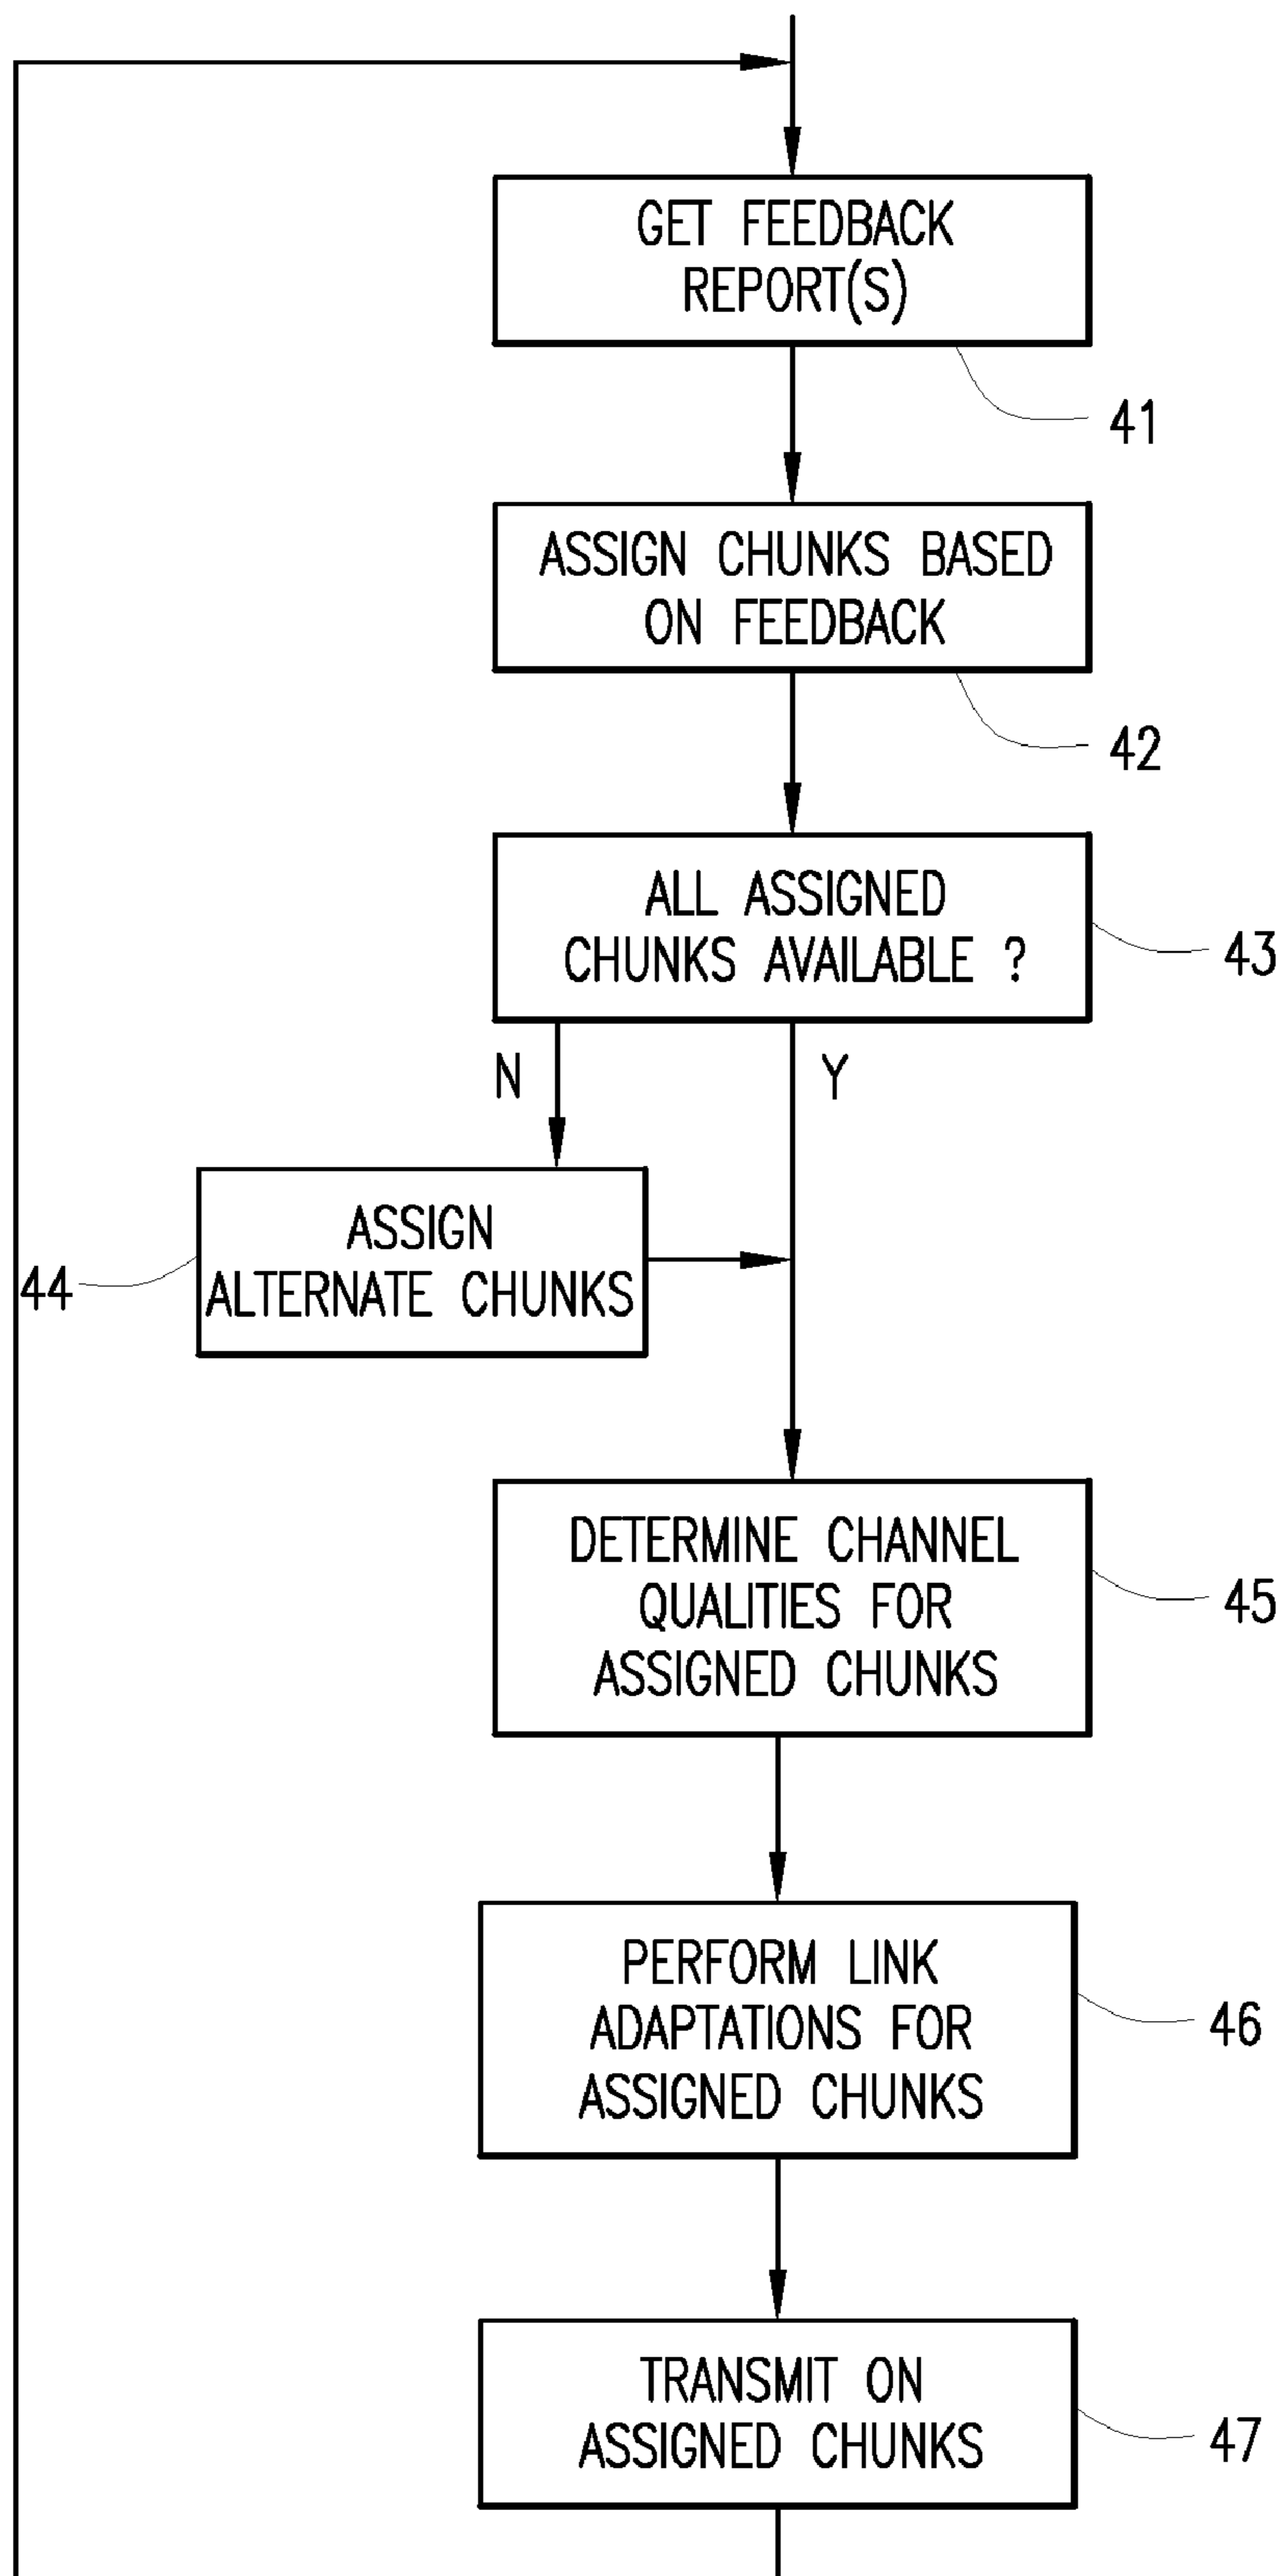 GET FEEDBACK
REPORT(S)
41
ASSIGN CHUNKS BASED
ON FEEDBACK
42
ALL ASSIGNED
CHUNKS AVAILABLE ?
43
N
Y
ASSIGN
ALTERNATE CHUNKS
44
DETERMINE CHANNEL
QUALITIES FOR
ASSIGNED CHUNKS
45
PERFORM LINK
ADAPTATIONS FOR
ASSIGNED CHUNKS
46
TRANSMIT ON
ASSIGNED CHUNKS
47